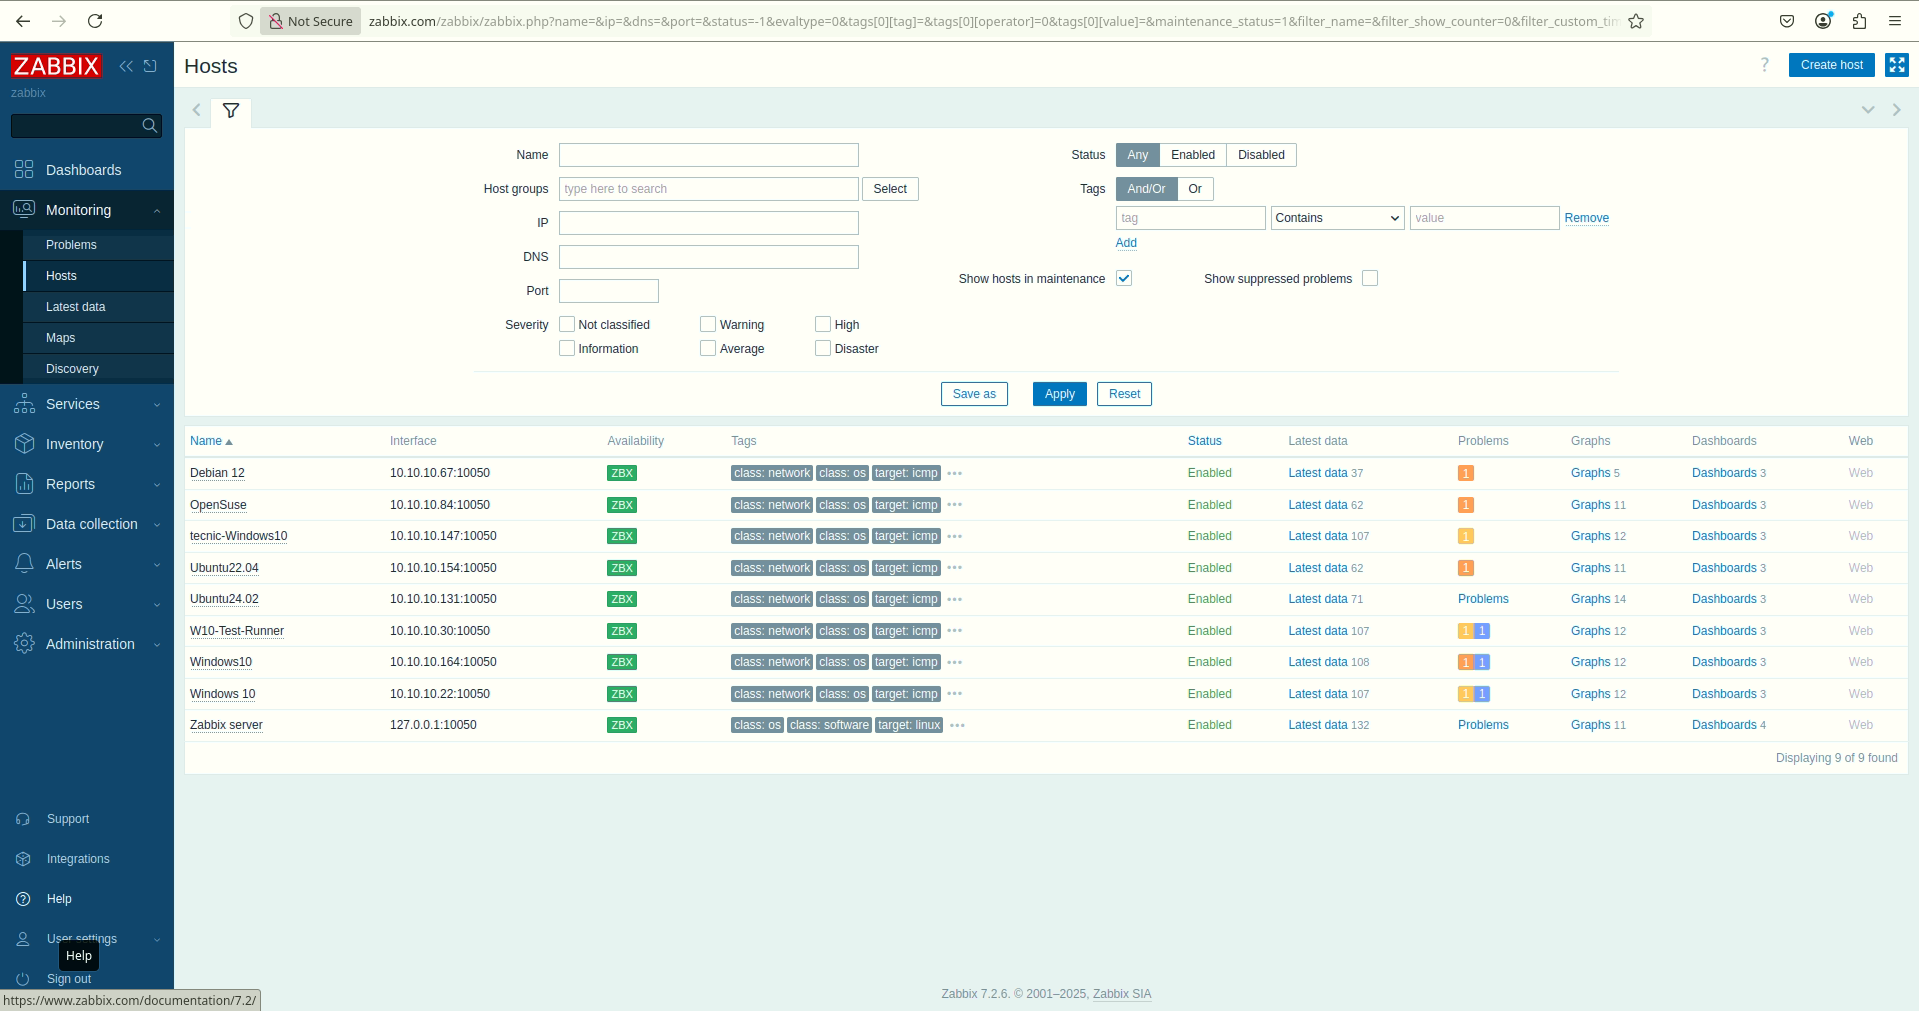 Not Secure zabbix.com/zabbix/zabbix.php?name=&ip=&dns=&port=&status=-1&evaltype=0&tags[0][tag]=&tags[0][operator]=0&tags[0][value]=&maintenance_status=1&filter_name=&filter_show_counter=0&filter_custom_tim
ZABBIX
zabbix
Dashboards
Monitoring
Problems
Hosts
Latest data
Maps
Discovery
Services
Inventory
Reports
Data collection
Alerts
Users
Administration
Support
Integrations
Help
User settings
Help
Sign out
https://www.zabbix.com/documentation/7.2/
Hosts
? Create host
Name
Host groups type here to search Select
IP
DNS
Port
Severity Not classified Warning High
Information Average Disaster
Status Any Enabled Disabled
Tags And/Or Or
tag Contains value Remove
Add
Show hosts in maintenance Show suppressed problems
Save as Apply Reset
Name Interface Availability Tags Status Latest data Problems Graphs Dashboards Web
Debian 12 10.10.10.67:10050 ZBX class: network class: os target: icmp ••• Enabled Latest data 37 1 Graphs 5 Dashboards 3 Web
OpenSuse 10.10.10.84:10050 ZBX class: network class: os target: icmp ••• Enabled Latest data 62 1 Graphs 11 Dashboards 3 Web
tecnic-Windows10 10.10.10.147:10050 ZBX class: network class: os target: icmp ••• Enabled Latest data 107 1 Graphs 12 Dashboards 3 Web
Ubuntu22.04 10.10.10.154:10050 ZBX class: network class: os target: icmp ••• Enabled Latest data 62 1 Graphs 11 Dashboards 3 Web
Ubuntu24.02 10.10.10.131:10050 ZBX class: network class: os target: icmp ••• Enabled Latest data 71 Problems Graphs 14 Dashboards 3 Web
W10-Test-Runner 10.10.10.30:10050 ZBX class: network class: os target: icmp ••• Enabled Latest data 107 1 1 Graphs 12 Dashboards 3 Web
Windows10 10.10.10.164:10050 ZBX class: network class: os target: icmp ••• Enabled Latest data 108 1 1 Graphs 12 Dashboards 3 Web
Windows 10 10.10.10.22:10050 ZBX class: network class: os target: icmp ••• Enabled Latest data 107 1 1 Graphs 12 Dashboards 3 Web
Zabbix server 127.0.0.1:10050 ZBX class: os class: software target: linux ••• Enabled Latest data 132 Problems Graphs 11 Dashboards 4 Web
Displaying 9 of 9 found
Zabbix 7.2.6. © 2001–2025, Zabbix SIA